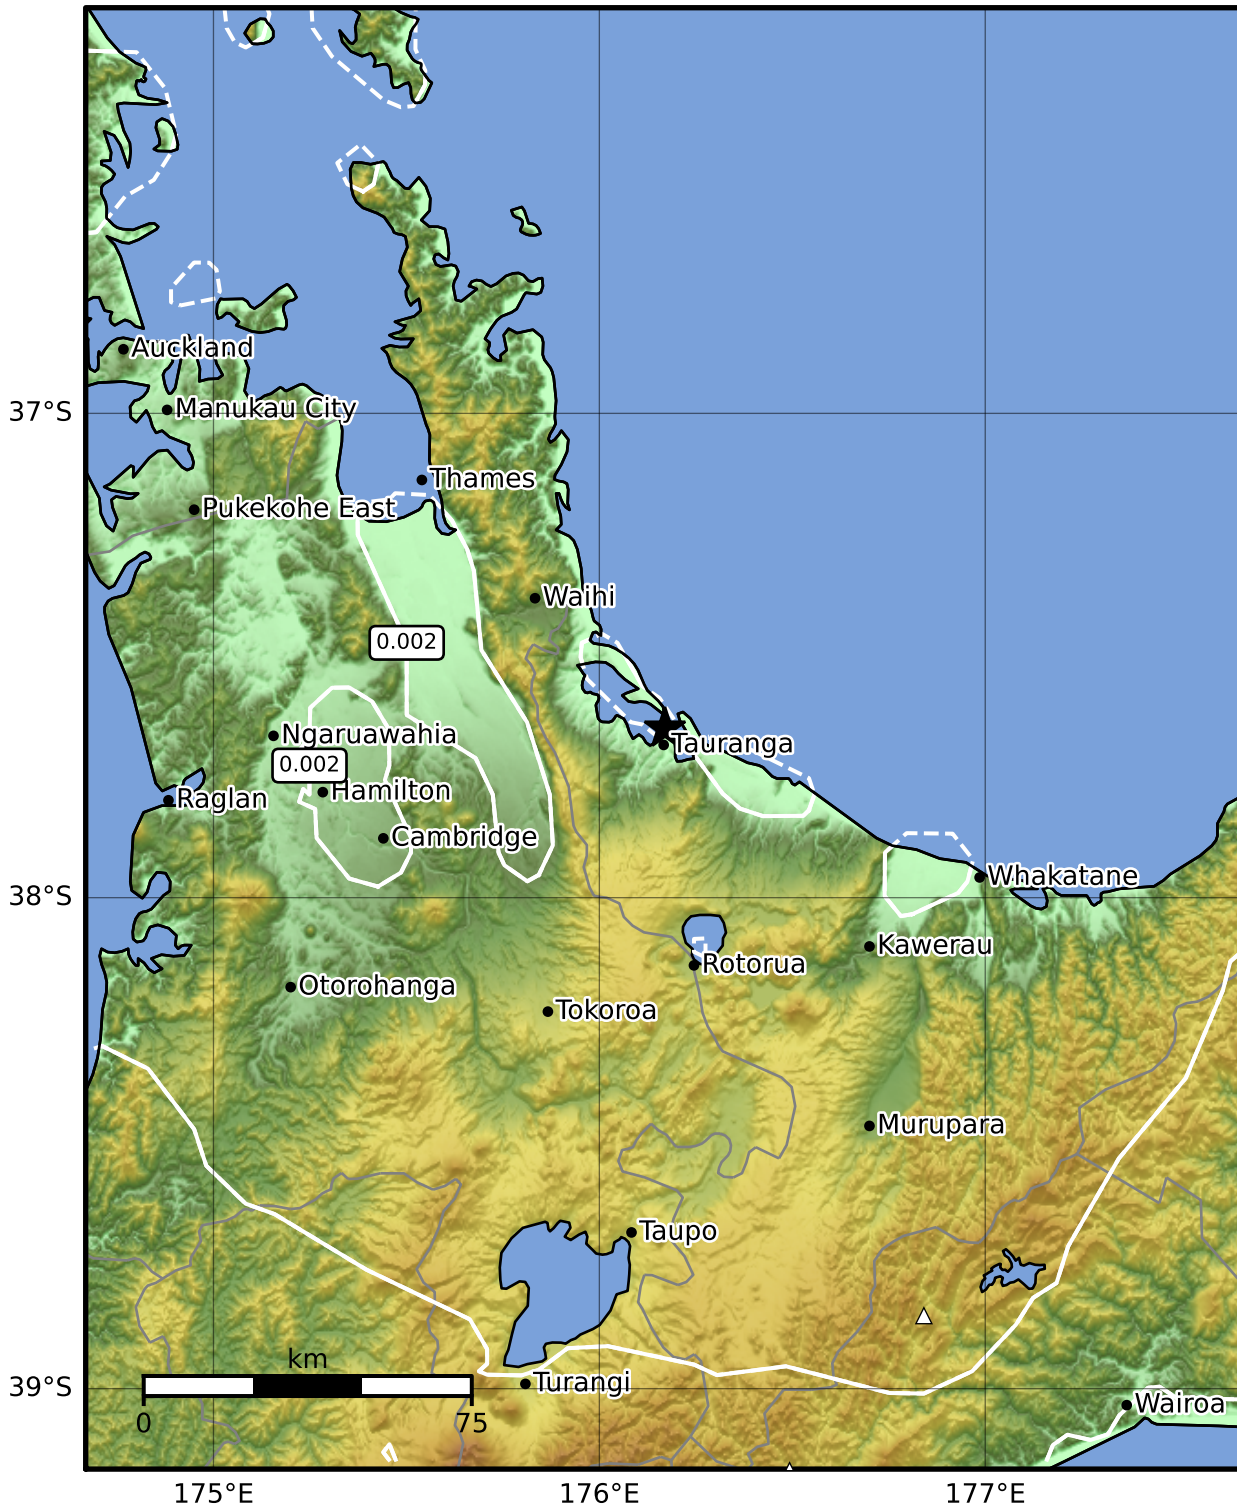 Auckland
37°S
Manukau City
Thames
Pukekohe East
Waihi
0.002
Ngaruawahia
Tauranga
0.002
Raglan
Hamilton
Cambridge
Whakatane
38°S
Kawerau
Rotorua
Otorohanga
Tokoroa
Murupara
Taupo
km
39°S
Turangi
Wairoa
0
75
175°E
176°E
177°E